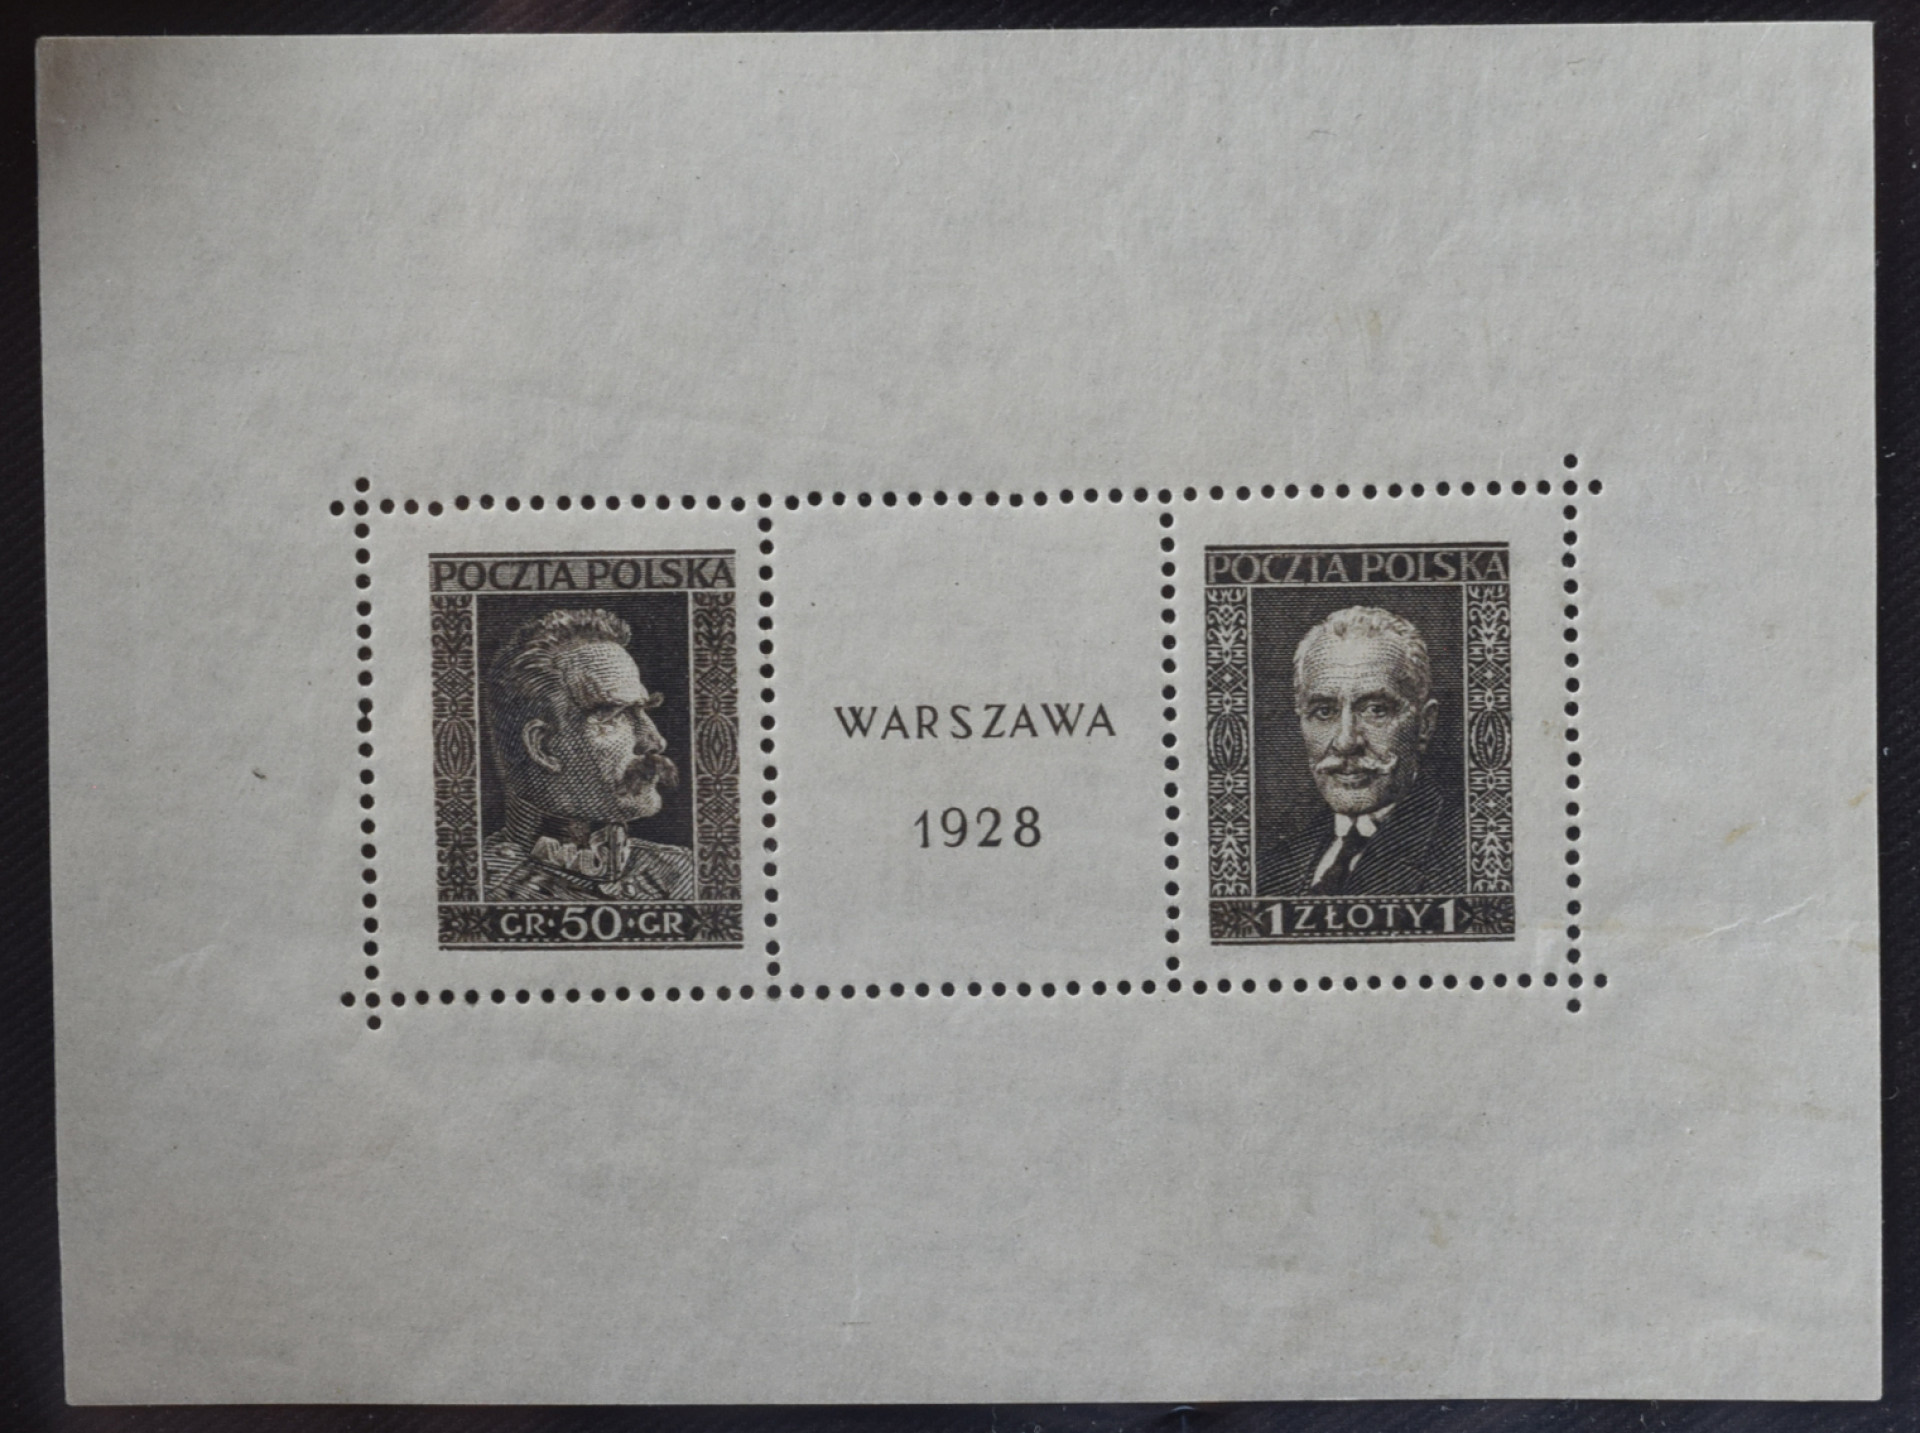 POCZTA POLSKA
GR·50·GR
WARSZAWA
1928
POCZTA POLSKA
1 ZŁOTY 1